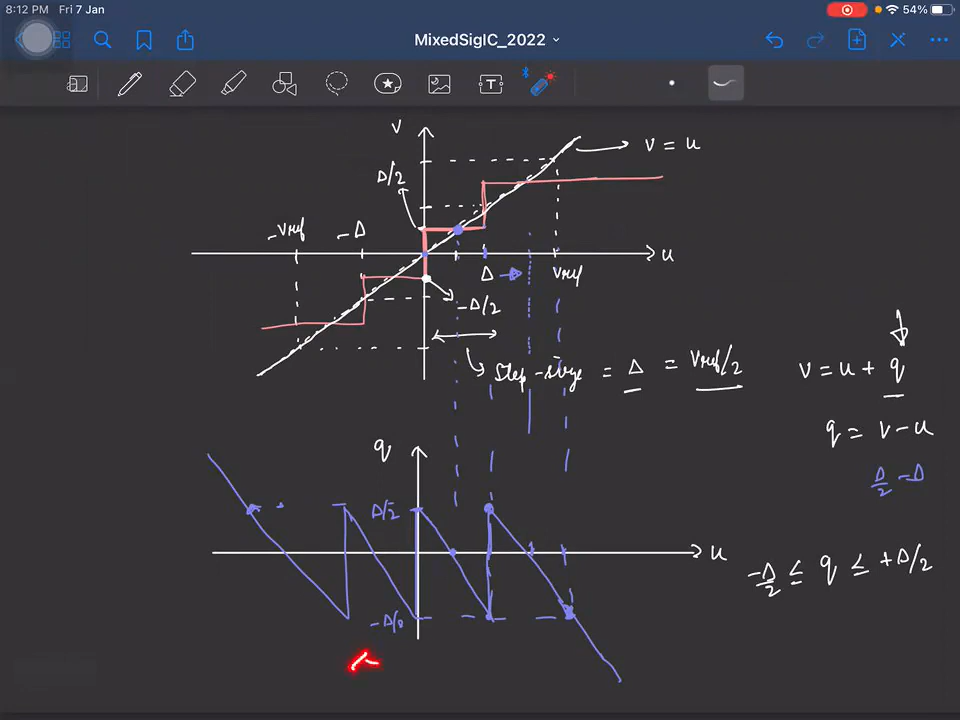 8:12 PM Fri 7 Jan
54%
MixedSigIC_2022
T
v
v = u
Δ/2
-Vref
-Δ
u
Δ
Vref
-Δ/2
Step-size = Δ = Vref/2
v = u + q
q = v - u
Δ/2 - Δ
q
Δ/2
u
-Δ/2 ≤ q ≤ +Δ/2